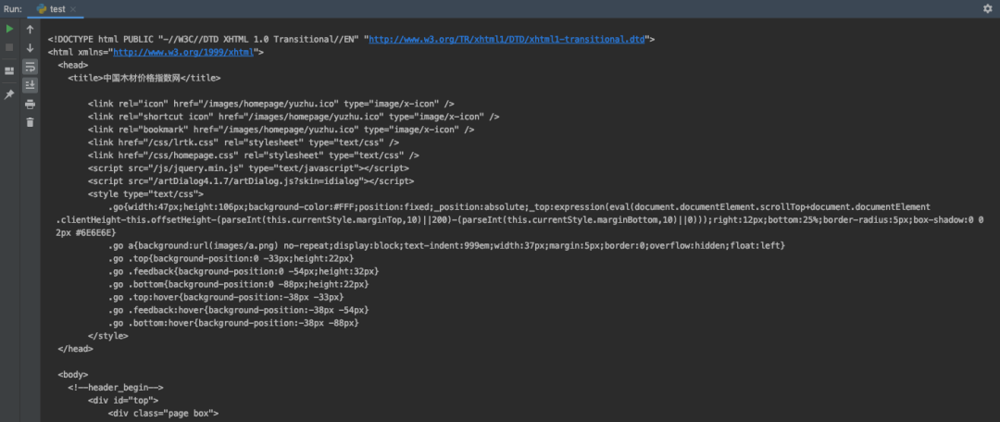 Run: test
<!DOCTYPE html PUBLIC "-//W3C//DTD XHTML 1.0 Transitional//EN" "http://www.w3.org/TR/xhtml1/DTD/xhtml1-transitional.dtd">
<html xmlns="http://www.w3.org/1999/xhtml">
<head>
<title>中国木材价格指数网</title>
<link rel="icon" href="/images/homepage/yuzhu.ico" type="image/x-icon" />
<link rel="shortcut icon" href="/images/homepage/yuzhu.ico" type="image/x-icon" />
<link rel="bookmark" href="/images/homepage/yuzhu.ico" type="image/x-icon" />
<link href="/css/lrtk.css" rel="stylesheet" type="text/css" />
<link href="/css/homepage.css" rel="stylesheet" type="text/css" />
<script src="/js/jquery.min.js" type="text/javascript"></script>
<script src="/artDialog4.1.7/artDialog.js?skin=idialog"></script>
<style type="text/css">
.go{width:47px;height:106px;background-color:#FFF;position:fixed;_position:absolute;_top:expression(eval(document.documentElement.scrollTop+document.documentElement
.clientHeight-this.offsetHeight-(parseInt(this.currentStyle.marginTop,10)||200)-(parseInt(this.currentStyle.marginBottom,10)||0)));right:12px;bottom:25%;border-radius:5px;box-shadow:0 0
2px #6E6E6E}
.go a{background:url(images/a.png) no-repeat;display:block;text-indent:999em;width:37px;margin:5px;border:0;overflow:hidden;float:left}
.go .top{background-position:0 -33px;height:22px}
.go .feedback{background-position:0 -54px;height:32px}
.go .bottom{background-position:0 -88px;height:22px}
.go .top:hover{background-position:-38px -33px}
.go .feedback:hover{background-position:-38px -54px}
.go .bottom:hover{background-position:-38px -88px}
</style>
</head>
<body>
<!--header_begin-->
<div id="top">
<div class="page box">